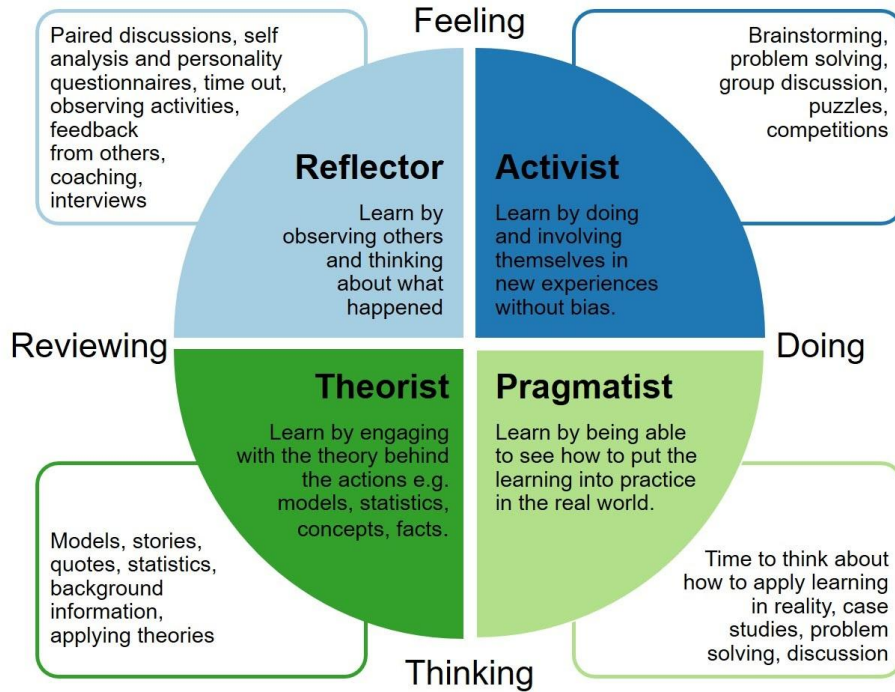 Feeling
Paired discussions, self
analysis and personality
questionnaires, time out,
observing activities,
feedback
from others,
coaching,
interviews
Brainstorming,
problem solving,
group discussion,
puzzles,
competitions
Reflector
Learn by
observing others
and thinking
about what
happened
Activist
Learn by doing
and involving
themselves in
new experiences
without bias.
Reviewing
Doing
Theorist
Learn by engaging
with the theory behind
the actions e.g.
models, statistics,
concepts, facts.
Pragmatist
Learn by being able
to see how to put the
learning into practice
in the real world.
Models, stories,
quotes, statistics,
background
information,
applying theories
Time to think about
how to apply learning
in reality, case
studies, problem
solving, discussion
Thinking